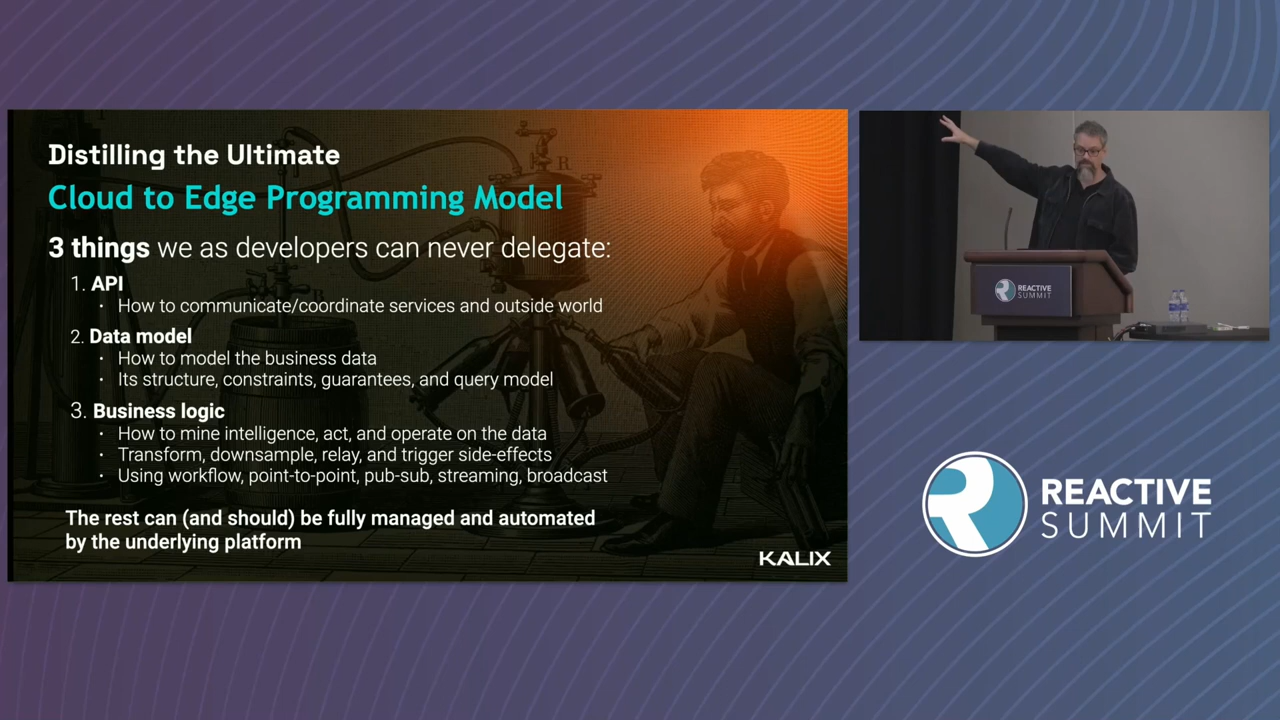 Distilling the Ultimate
Cloud to Edge Programming Model
3 things we as developers can never delegate:
1. API
· How to communicate/coordinate services and outside world
2. Data model
· How to model the business data
· Its structure, constraints, guarantees, and query model
3. Business logic
· How to mine intelligence, act, and operate on the data
· Transform, downsample, relay, and trigger side-effects
· Using workflow, point-to-point, pub-sub, streaming, broadcast
The rest can (and should) be fully managed and automated
by the underlying platform
KALIX
REACTIVE
SUMMIT
REACTIVE
SUMMIT